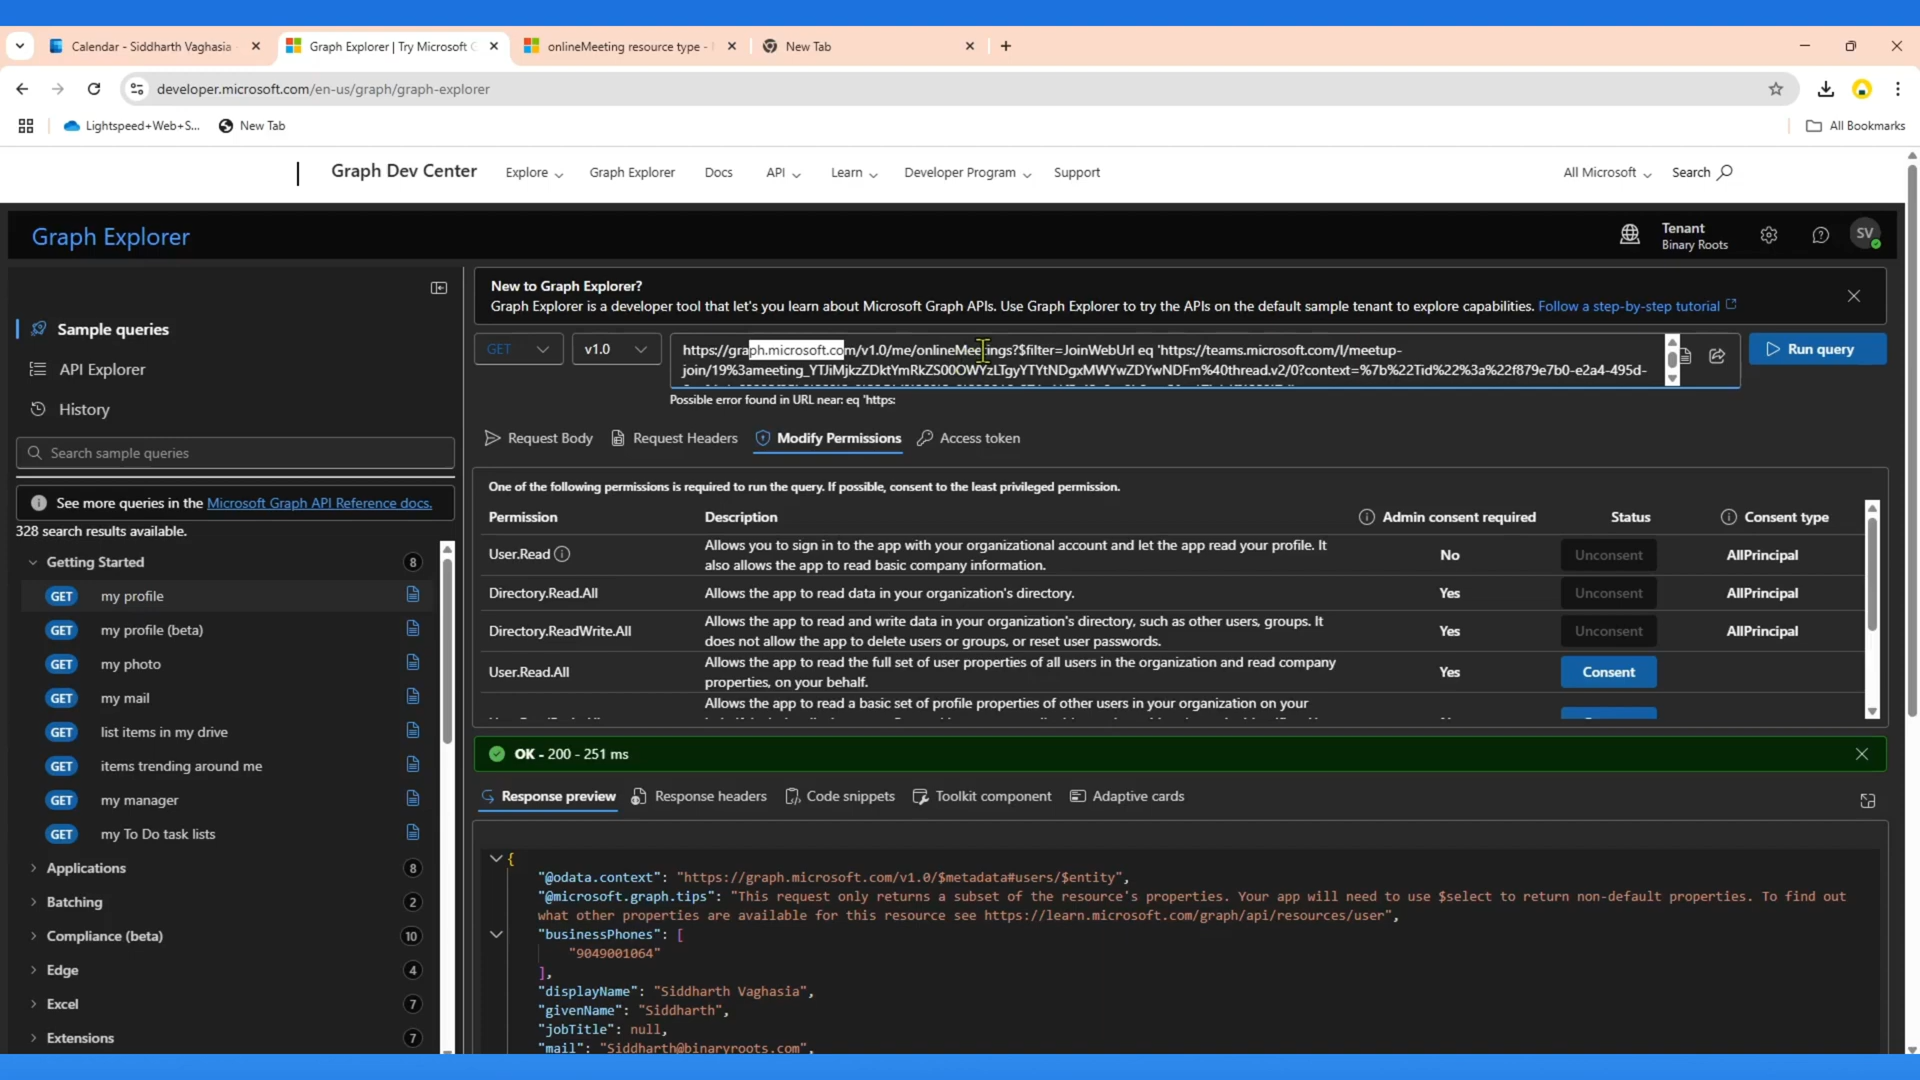 Calendar - Siddharth Vaghasia
Graph Explorer | Try Microsoft
onlineMeeting resource type -
New Tab
developer.microsoft.com/en-us/graph/graph-explorer
Lightspeed+Web+S...
New Tab
All Bookmarks
Graph Dev Center
Explore
Graph Explorer
Docs
API
Learn
Developer Program
Support
All Microsoft
Search
Graph Explorer
Tenant
Binary Roots
SV
New to Graph Explorer?
Graph Explorer is a developer tool that let's you learn about Microsoft Graph APIs. Use Graph Explorer to try the APIs on the default sample tenant to explore capabilities. Follow a step-by-step tutorial
Sample queries
API Explorer
History
Search sample queries
See more queries in the Microsoft Graph API Reference docs.
328 search results available.
Getting Started 8
GET my profile
GET my profile (beta)
GET my photo
GET my mail
GET list items in my drive
GET items trending around me
GET my manager
GET my To Do task lists
Applications 8
Batching 2
Compliance (beta) 10
Edge 4
Excel 7
Extensions 7
GET
v1.0
https://graph.microsoft.com/v1.0/me/onlineMeetings?$filter=JoinWebUrl eq 'https://teams.microsoft.com/l/meetup-
join/19%3ameeting_YTJiMjkzZDktYmRkZS00OWYzLTgyYTYtNDgxMWYwZDYwNDFm%40thread.v2/0?context=%7b%22Tid%22%3a%22f879e7b0-e2a4-495d-
Run query
Possible error found in URL near: eq 'https:
Request Body
Request Headers
Modify Permissions
Access token
One of the following permissions is required to run the query. If possible, consent to the least privileged permission.
Permission Description Admin consent required Status Consent type
User.Read Allows you to sign in to the app with your organizational account and let the app read your profile. It
also allows the app to read basic company information. No Unconsent AllPrincipal
Directory.Read.All Allows the app to read data in your organization's directory. Yes Unconsent AllPrincipal
Directory.ReadWrite.All Allows the app to read and write data in your organization's directory, such as other users, groups. It
does not allow the app to delete users or groups, or reset user passwords. Yes Unconsent AllPrincipal
User.Read.All Allows the app to read the full set of user properties of all users in the organization and read company
properties, on your behalf. Yes Consent
Allows the app to read a basic set of profile properties of other users in your organization on your
OK - 200 - 251 ms
Response preview
Response headers
Code snippets
Toolkit component
Adaptive cards
{
"@odata.context": "https://graph.microsoft.com/v1.0/$metadata#users/$entity",
"@microsoft.graph.tips": "This request only returns a subset of the resource's properties. Your app will need to use $select to return non-default properties. To find out
what other properties are available for this resource see https://learn.microsoft.com/graph/api/resources/user",
"businessPhones": [
"9049001064"
],
"displayName": "Siddharth Vaghasia",
"givenName": "Siddharth",
"jobTitle": null,
"mail": "Siddharth@binaryroots.com",